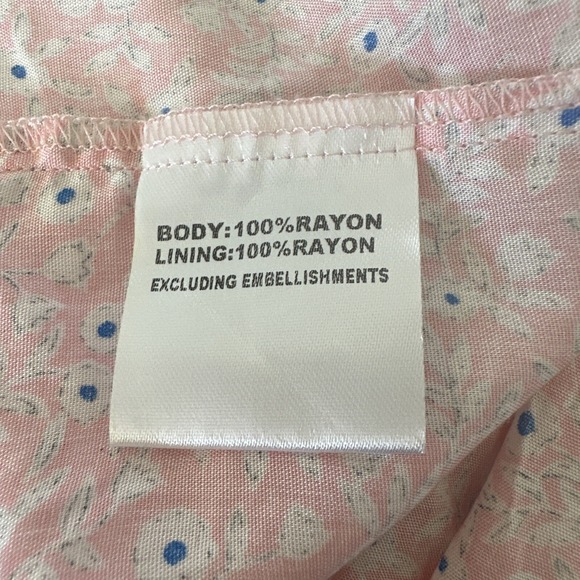 BODY:100%RAYON
LINING:100%RAYON
EXCLUDING EMBELLISHMENTS